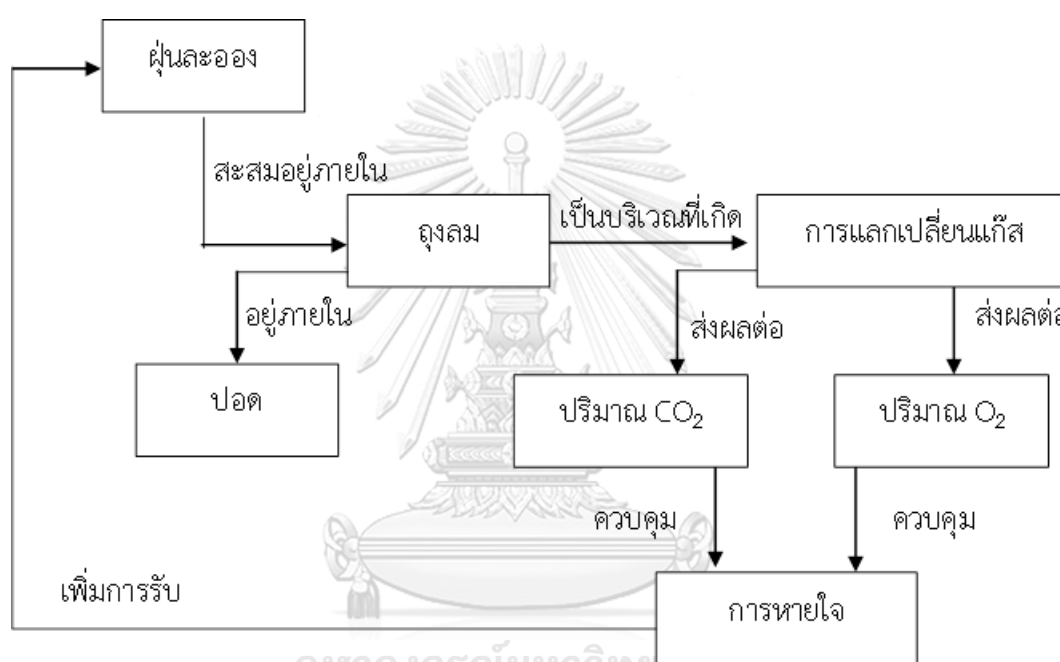 ฝุ่นละออง
สะสมอยู่ภายใน
ถุงลม
เป็นบริเวณที่เกิด
การแลกเปลี่ยนแก๊ส
อยู่ภายใน
ส่งผลต่อ
ส่งผลต่อ
ปอด
ปริมาณ CO₂
ปริมาณ O₂
ควบคุม
ควบคุม
เพิ่มการรับ
การหายใจ